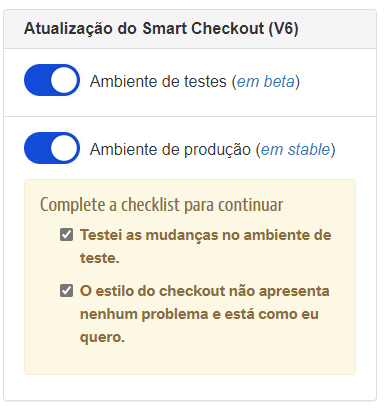 Atualização do Smart Checkout (V6)
Ambiente de testes (em beta)
Ambiente de produção (em stable)
Complete a checklist para continuar
Testei as mudanças no ambiente de
teste.
O estilo do checkout não apresenta
nenhum problema e está como eu
quero.